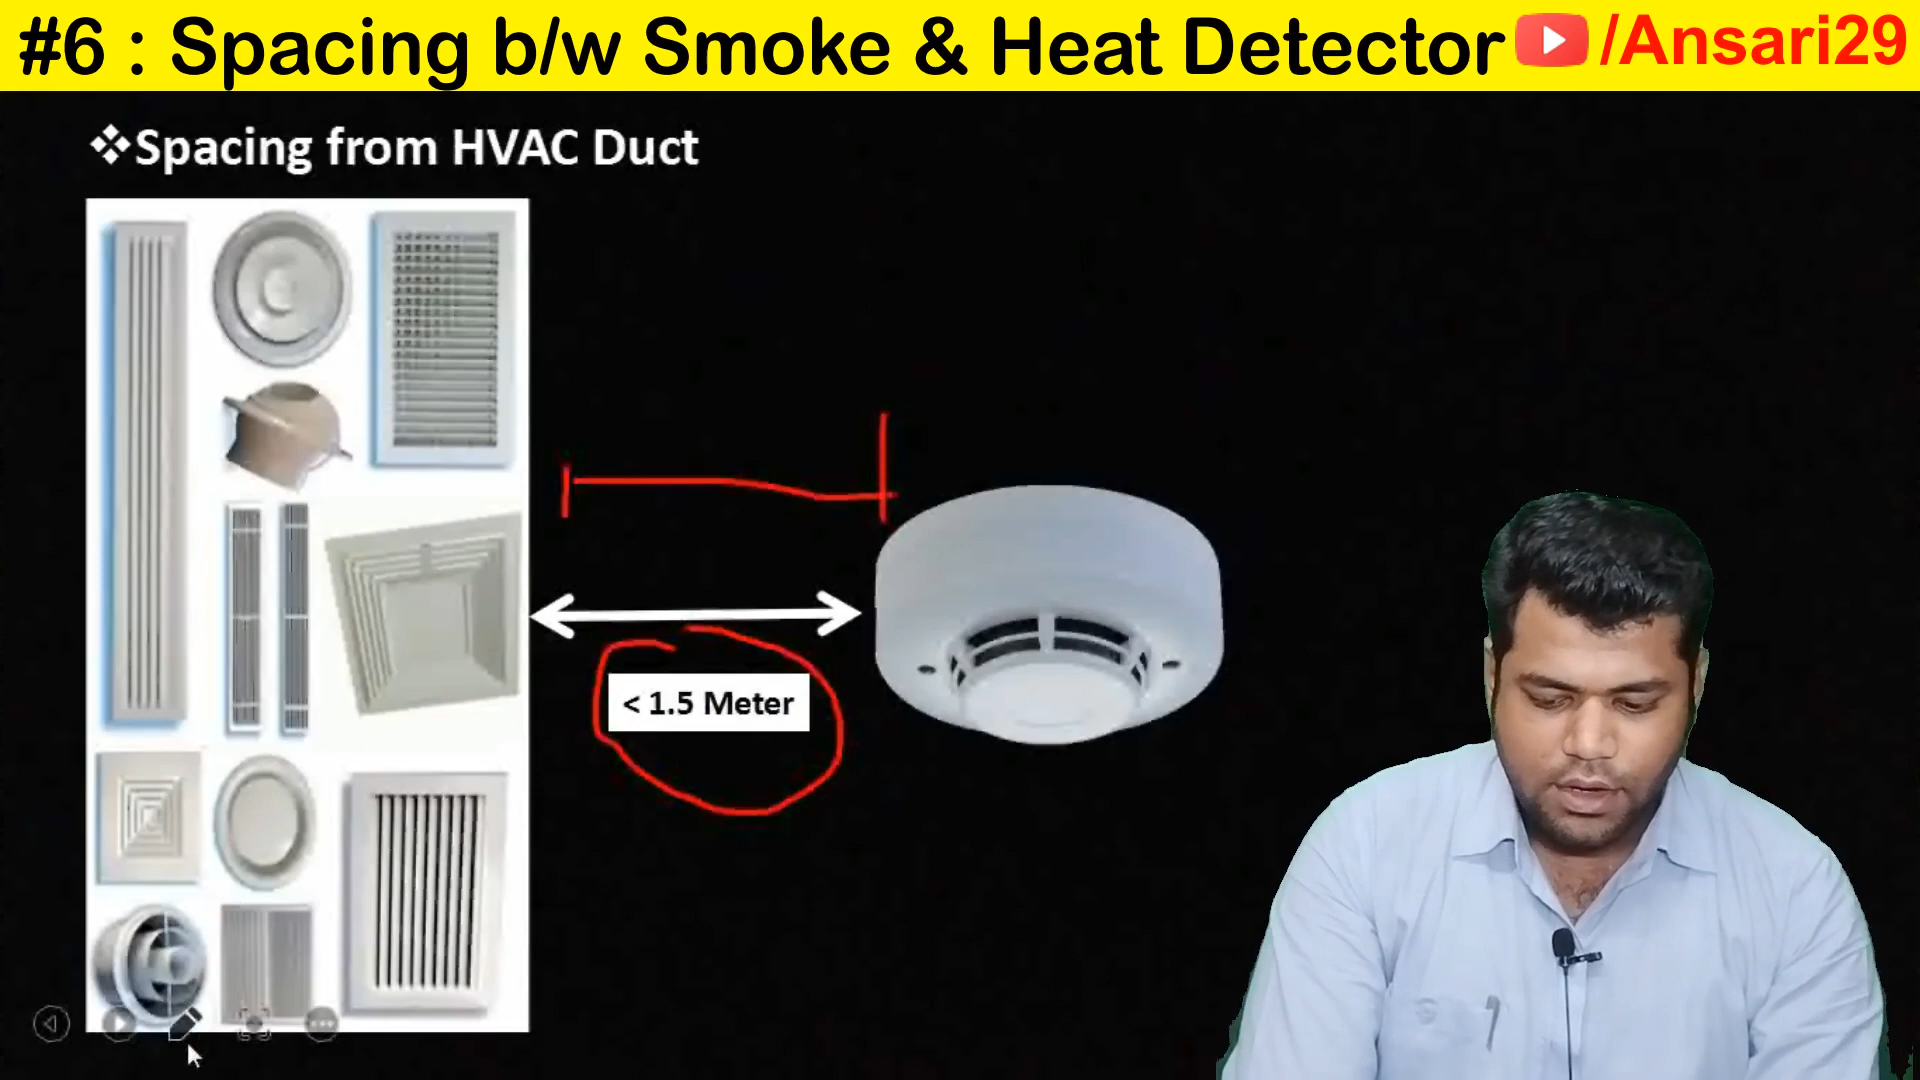 #6 : Spacing b/w Smoke & Heat Detector /Ansari29
❖Spacing from HVAC Duct
< 1.5 Meter